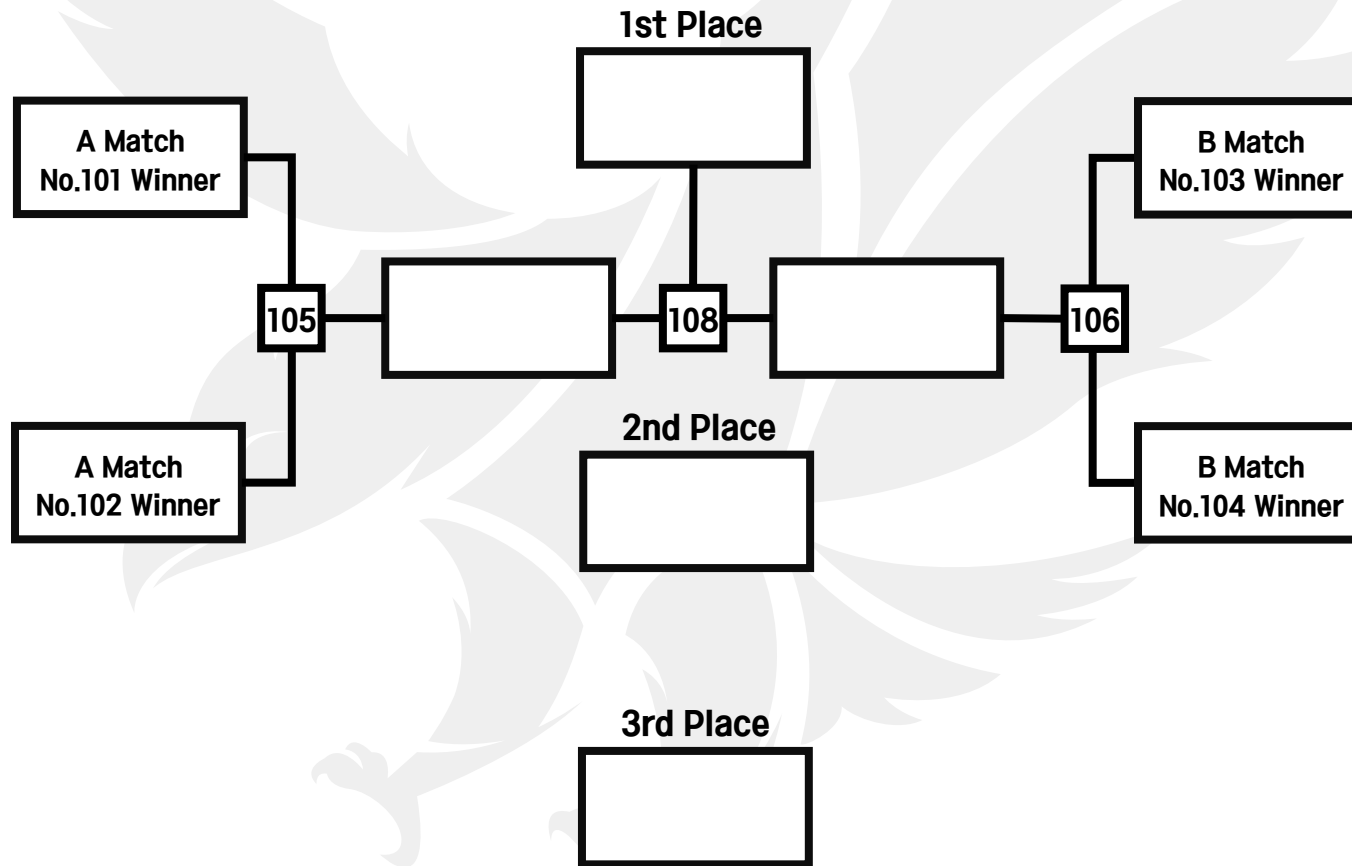 1st Place
A Match
No.101 Winner
B Match
No.103 Winner
105
108
106
2nd Place
A Match
No.102 Winner
B Match
No.104 Winner
3rd Place